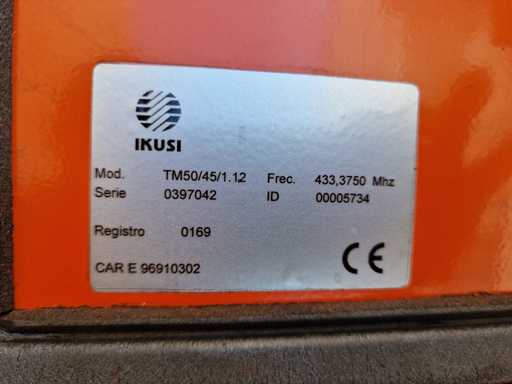 IKUSI
Mod. TM50/45/1.12 Frec. 433,3750 Mhz
Serie 0397042 ID 00005734
Registro 0169
CAR E 96910302 CE